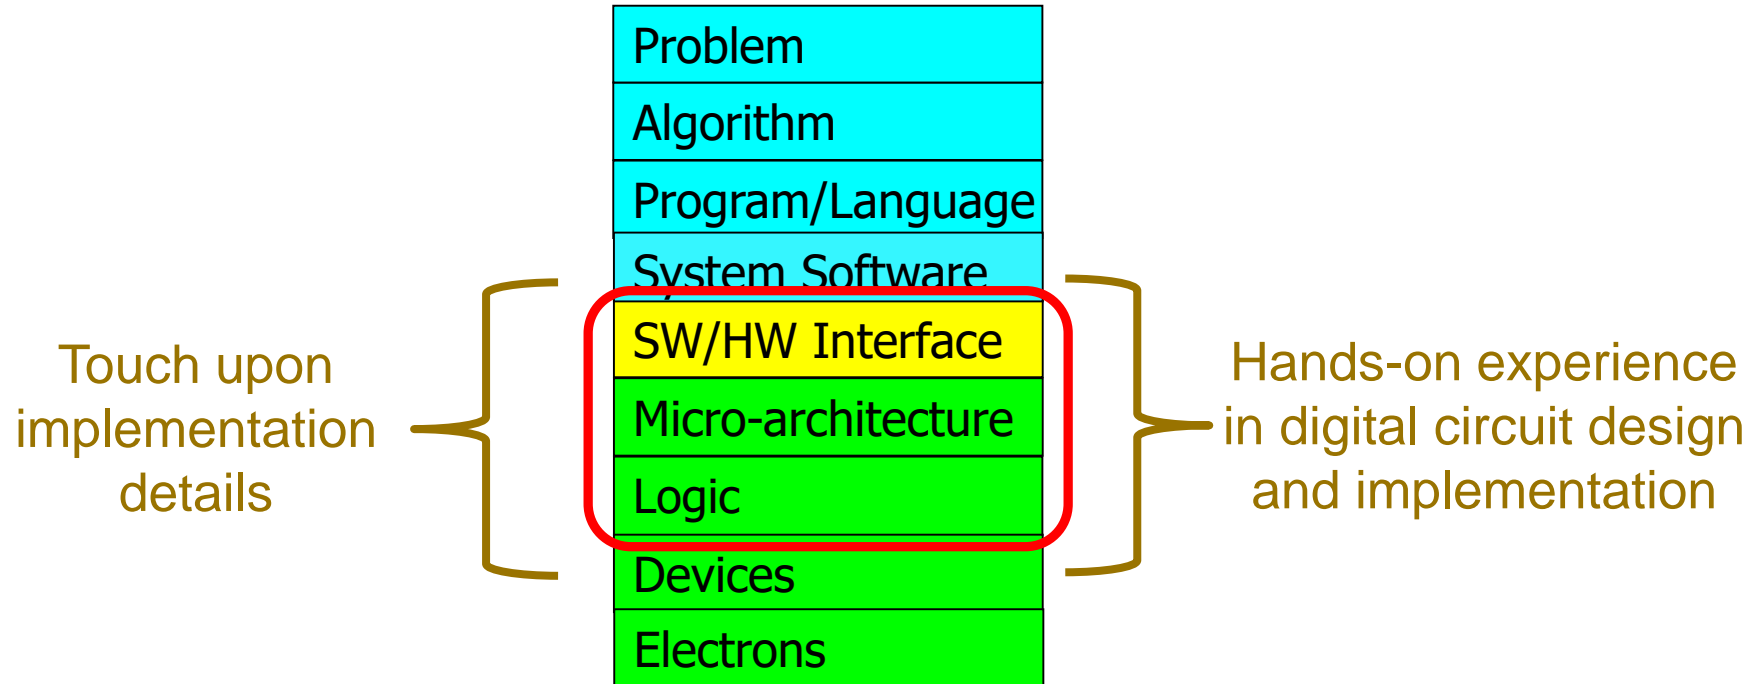 Problem
Algorithm
Program/Language
System Software
SW/HW Interface
Micro-architecture
Logic
Devices
Electrons
Touch upon
implementation
details
Hands-on experience
in digital circuit design
and implementation